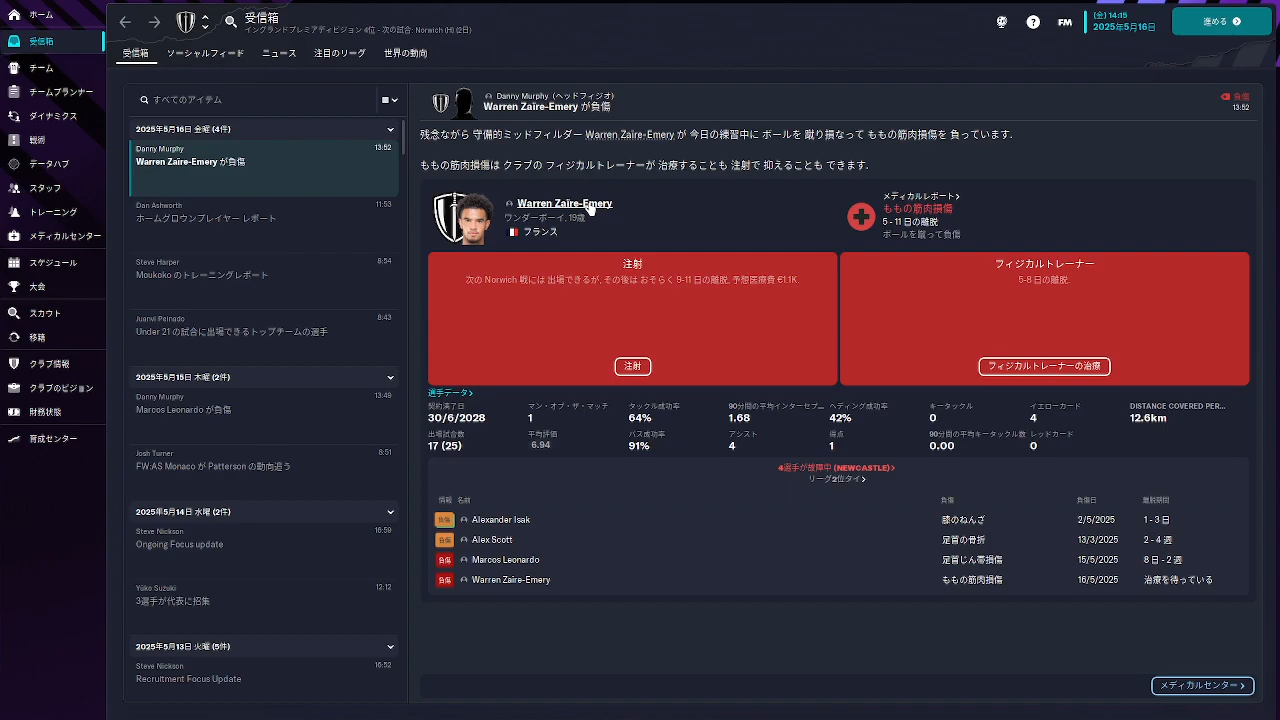 ホーム
受信箱
チーム
チームプランナー
ダイナミクス
戦術
データハブ
スタッフ
トレーニング
メディカルセンター
スケジュール
大会
スカウト
移籍
クラブ情報
クラブのビジョン
財務状態
育成センター
受信箱
イングランドプレミアディビジョン 4位 - 次の試合: Norwich (H) (2日)
FM
(金) 14:15
2025年5月16日
進める
受信箱 ソーシャルフィード ニュース 注目のリーグ 世界の動向
すべてのアイテム
2025年5月16日 金曜 (4件)
Danny Murphy 13:52
Warren Zaïre-Emery が負傷
Dan Ashworth 11:53
ホームグロウンプレイヤー レポート
Steve Harper 8:54
Moukoko のトレーニングレポート
Juanvi Peinado 8:43
Under 21 の試合に出場できるトップチームの選手
2025年5月15日 木曜 (2件)
Danny Murphy 13:49
Marcos Leonardo が負傷
Josh Turner 8:51
FW:AS Monaco が Patterson の動向追う
2025年5月14日 水曜 (2件)
Steve Nickson 16:59
Ongoing Focus update
Yūko Suzuki 12:12
3選手が代表に招集
2025年5月13日 火曜 (5件)
Steve Nickson 16:52
Recruitment Focus Update
Danny Murphy (ヘッドフィジオ)
Warren Zaïre-Emery が負傷
負傷
13:52
残念ながら 守備的ミッドフィルダー Warren Zaïre-Emery が 今日の練習中に ボールを 蹴り損なって ももの筋肉損傷を 負っています.
ももの筋肉損傷は クラブの フィジカルトレーナーが 治療することも 注射で 抑えることも できます.
Warren Zaïre-Emery
ワンダーボーイ, 19歳
フランス
メディカルレポート
ももの筋肉損傷
5 - 11 日の離脱
ボールを蹴って負傷
注射
次の Norwich 戦には 出場できるが, その後は おそらく 9-11 日の離脱. 予想医療費 €1.1K.
注射
フィジカルトレーナー
5-8 日の離脱.
フィジカルトレーナーの治療
選手データ
契約満了日 マン・オブ・ザ・マッチ タックル成功率 90分間の平均インターセプ... ヘディング成功率 キータックル イエローカード DISTANCE COVERED PER...
30/6/2028 1 64% 1.68 42% 0 4 12.6km
出場試合数 平均評価 パス成功率 アシスト 得点 90分間の平均キータックル数 レッドカード
17 (25) 6.94 91% 4 1 0.00 0
4選手が故障中 (NEWCASTLE)
リーグ2位タイ
情報 名前 負傷 負傷日 離脱期間
負傷 Alexander Isak 膝のねんざ 2/5/2025 1 - 3 日
負傷 Alex Scott 足首の骨折 13/3/2025 2 - 4 週
負傷 Marcos Leonardo 足首じん帯損傷 15/5/2025 8 日 - 2 週
負傷 Warren Zaïre-Emery ももの筋肉損傷 16/5/2025 治療を待っている
メディカルセンター